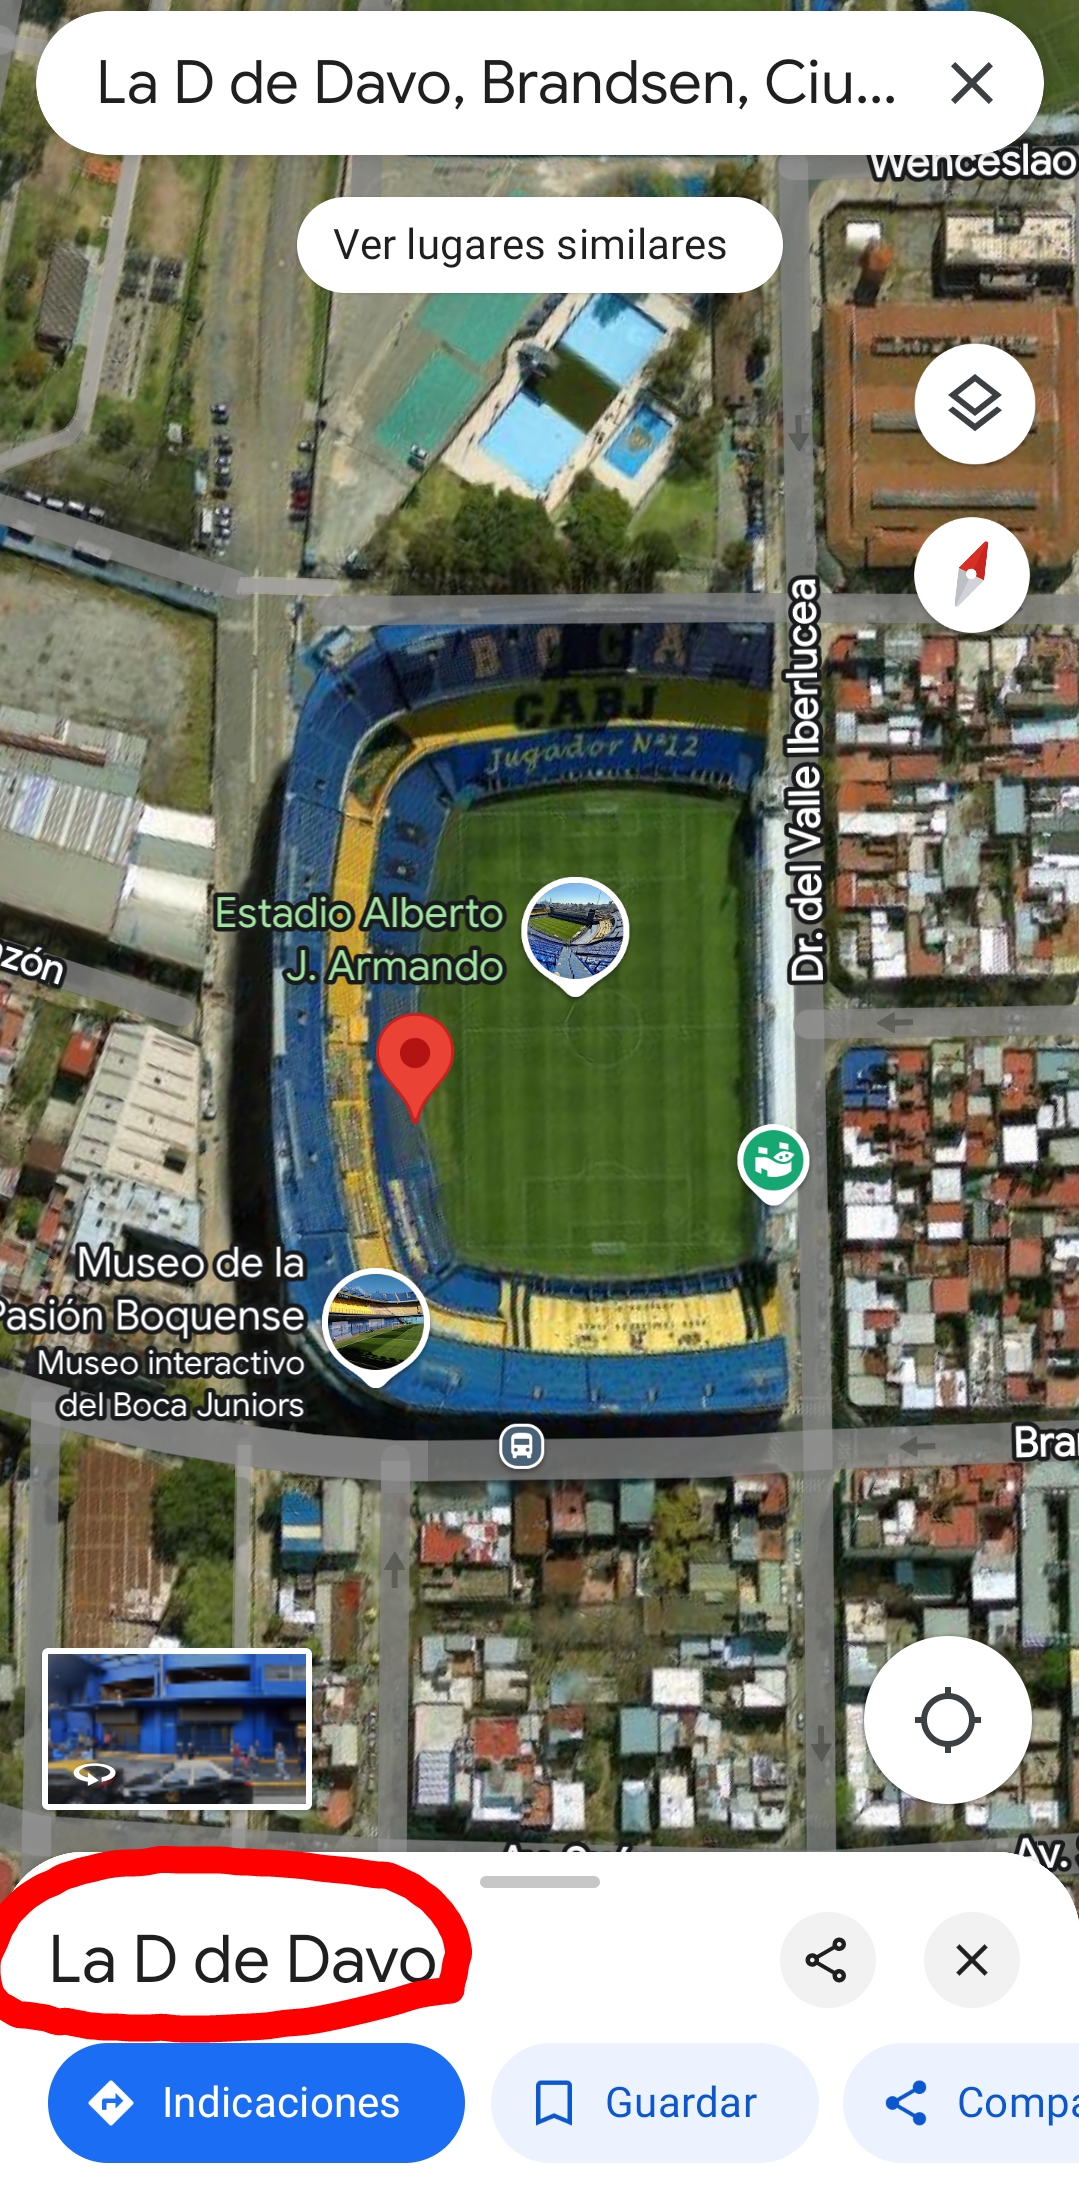 La D de Davo, Brandsen, Ciu...
Wenceslao
Ver lugares similares
BOCA
CABJ
Jugador Nº12
Dr. del Valle Iberlucea
Estadio Alberto
J. Armando
zón
Museo de la
Pasión Boquense
Museo interactivo
del Boca Juniors
Bra
Av.
La D de Davo
Indicaciones
Guardar
Compa